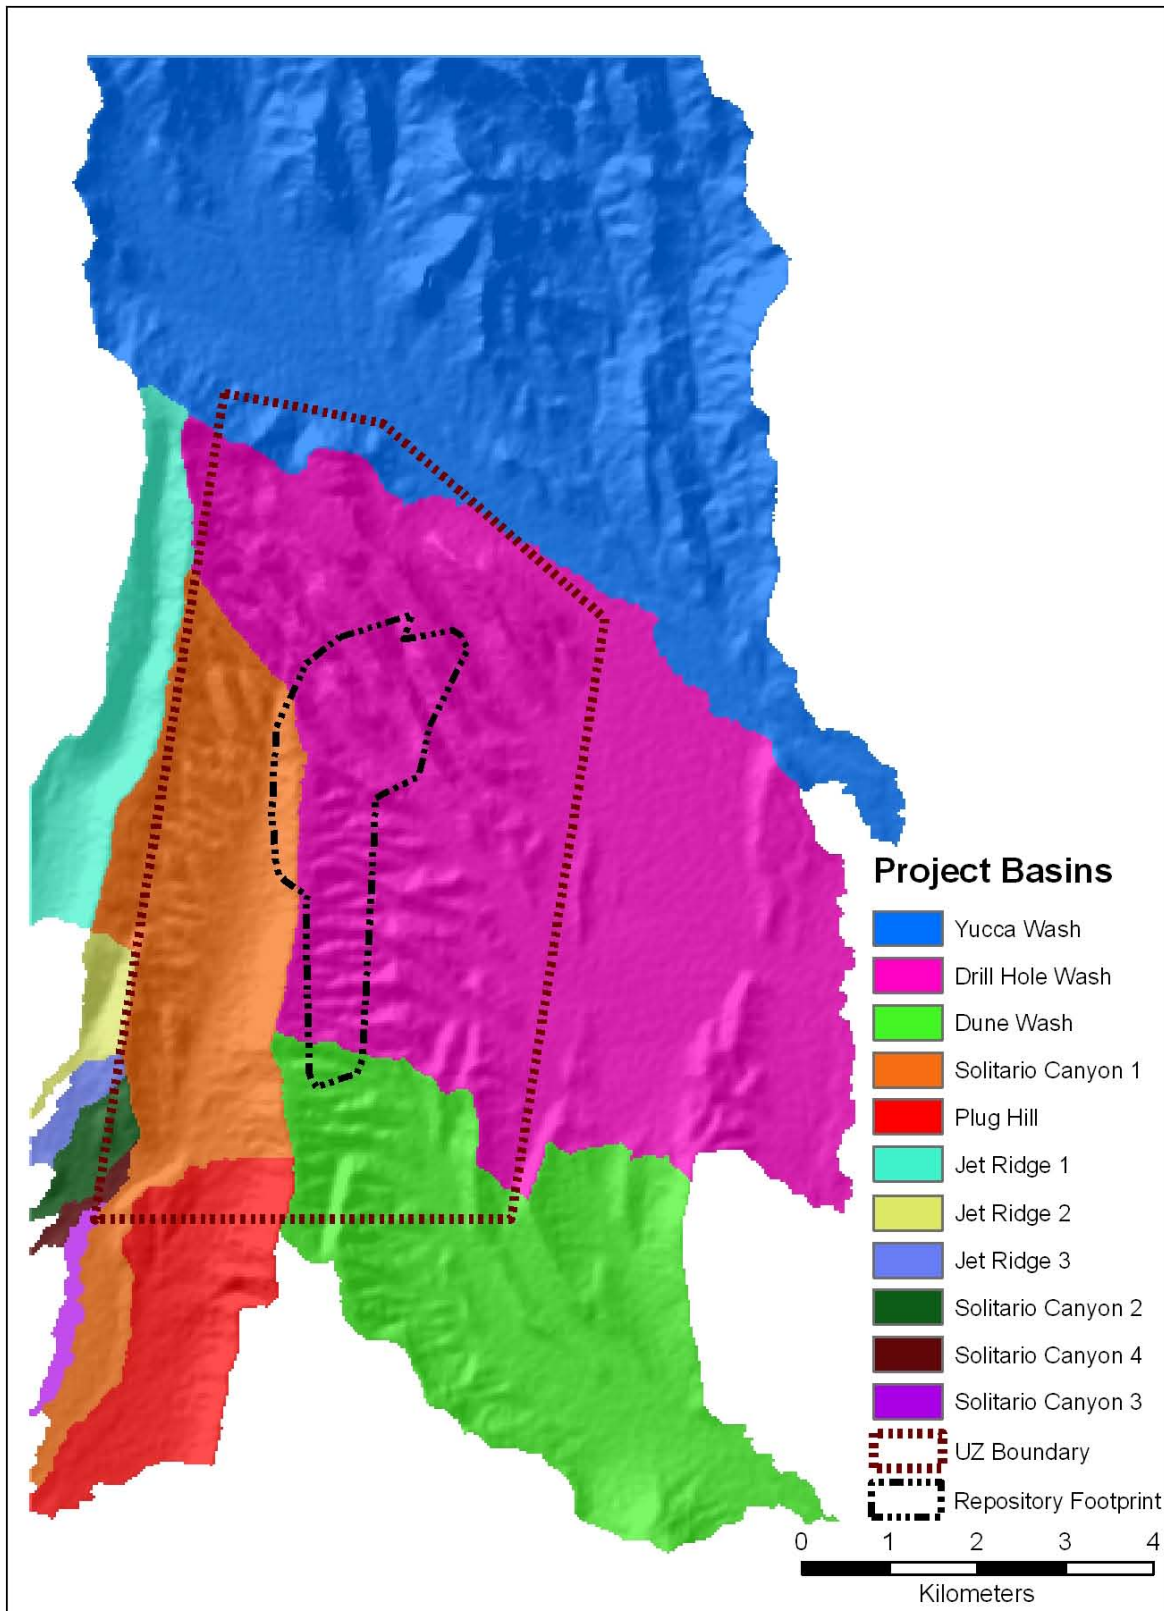 Project Basins
Yucca Wash
Drill Hole Wash
Dune Wash
Solitario Canyon 1
Plug Hill
Jet Ridge 1
Jet Ridge 2
Jet Ridge 3
Solitario Canyon 2
Solitario Canyon 4
Solitario Canyon 3
UZ Boundary
Repository Footprint
0 1 2 3 4
Kilometers